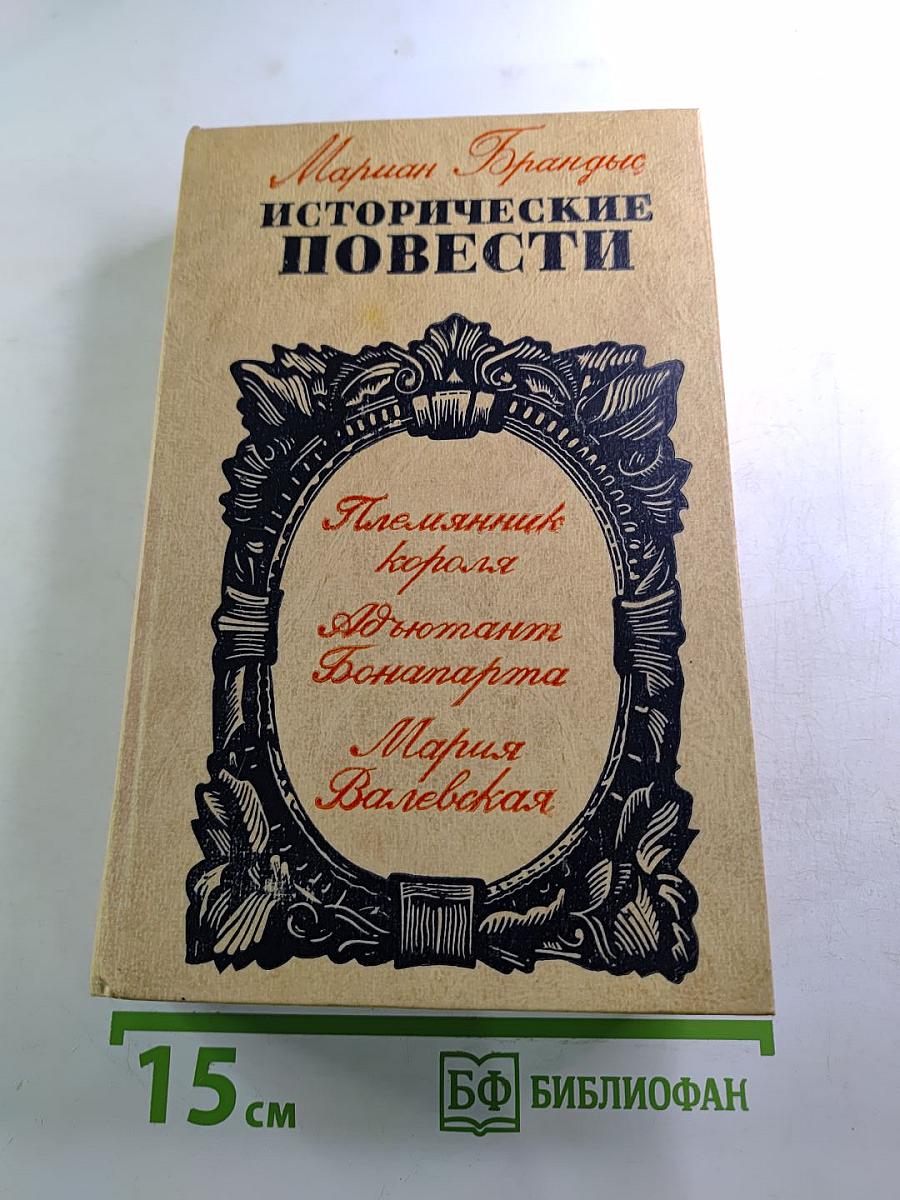 Мариан Брандыс
ИСТОРИЧЕСКИЕ
ПОВЕСТИ
Племянник
короля
Адъютант
Бонапарта
Мария
Валевская
15 см
БФ БИБЛИОФАН